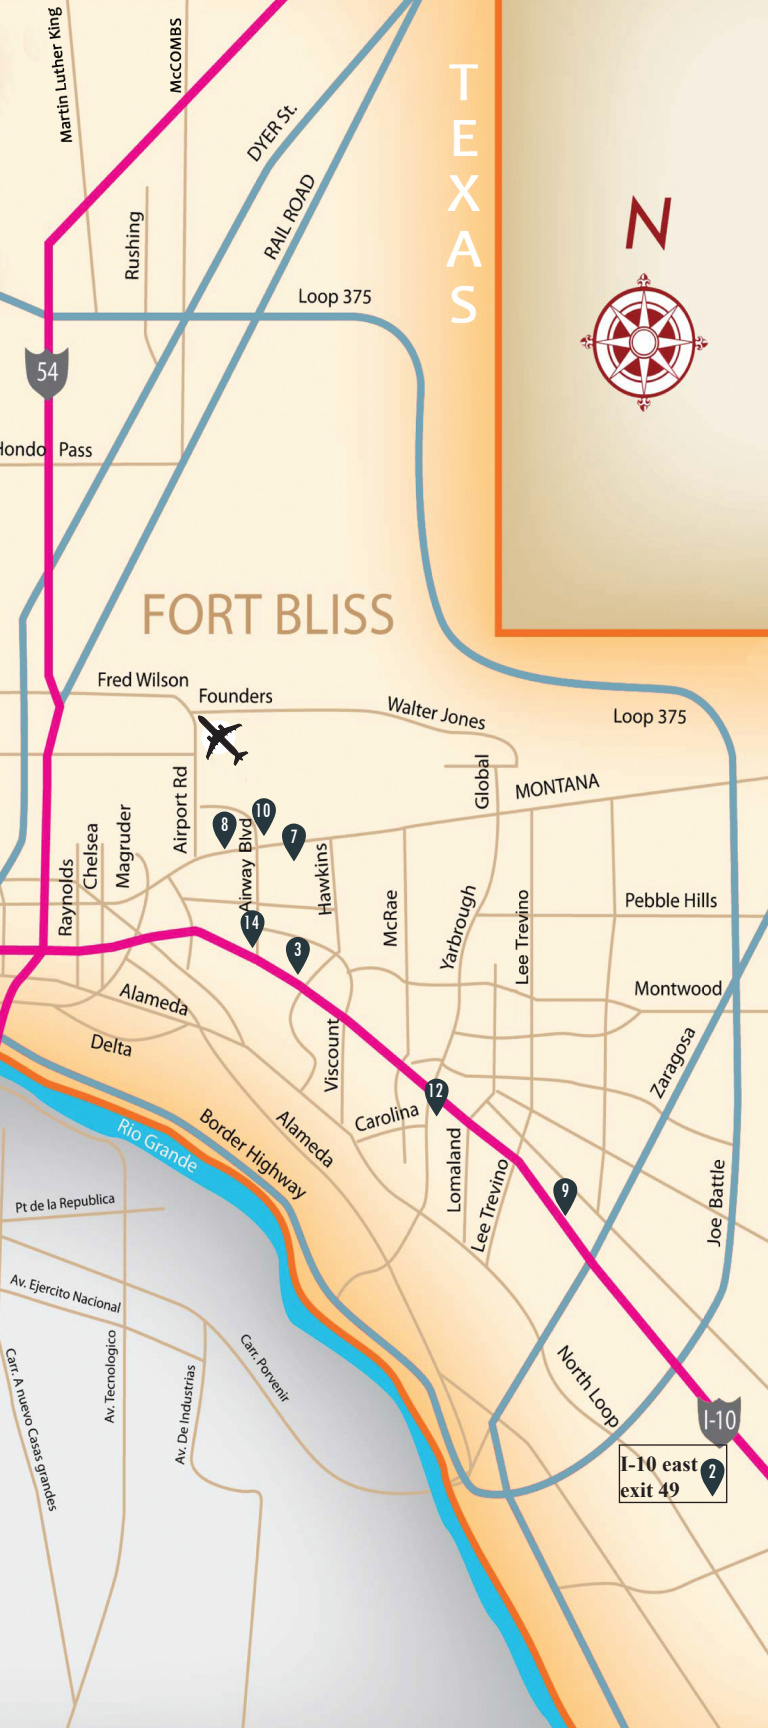 Martin Luther King
McCOMBS
T
E
X
A
S
DYER St.
RAIL ROAD
Rushing
N
Loop 375
54
Hondo Pass
FORT BLISS
Fred Wilson
Founders
Walter Jones
Loop 375
Airport Rd
Global
MONTANA
Magruder
Chelsea
Raynolds
8
10
7
Airway Blvd
Hawkins
McRae
Yarbrough
Lee Trevino
Pebble Hills
14
3
Alameda
Montwood
Delta
Viscount
Zaragosa
12
Carolina
Alameda
Border Highway
Rio Grande
Lomaland
Lee Trevino
9
Joe Battle
Pt de la Republica
Av. Ejercito Nacional
Av. Tecnologico
Carr. A nuevo Casas grandes
Av. De Industrias
Carr. Porvenir
North Loop
I-10
I-10 east
exit 49
2